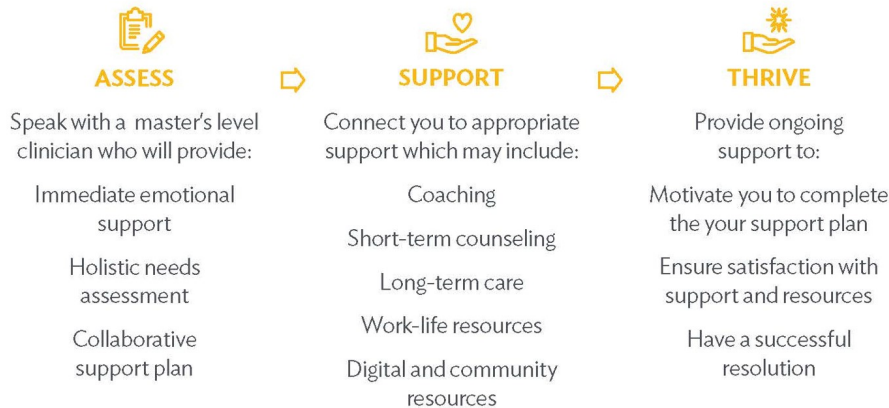 ASSESS
Speak with a master's level
clinician who will provide:
Immediate emotional
support
Holistic needs
assessment
Collaborative
support plan
SUPPORT
Connect you to appropriate
support which may include:
Coaching
Short-term counseling
Long-term care
Work-life resources
Digital and community
resources
THRIVE
Provide ongoing
support to:
Motivate you to complete
the your support plan
Ensure satisfaction with
support and resources
Have a successful
resolution